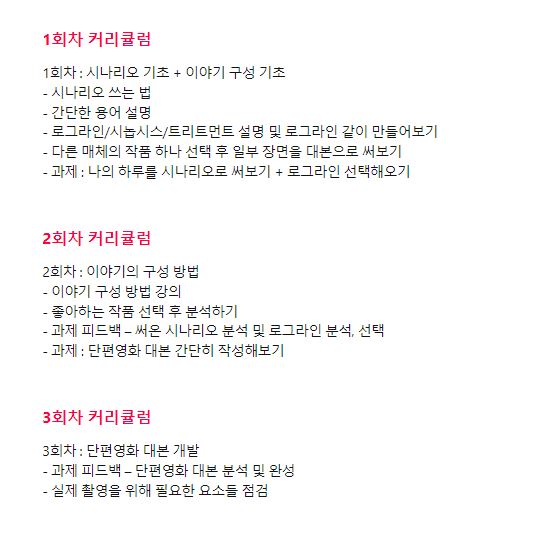 1회차 커리큘럼
1회차 : 시나리오 기초 + 이야기 구성 기초
- 시나리오 쓰는 법
- 간단한 용어 설명
- 로그라인/시놉시스/트리트먼트 설명 및 로그라인 같이 만들어보기
- 다른 매체의 작품 하나 선택 후 일부 장면을 대본으로 써보기
- 과제 : 나의 하루를 시나리오로 써보기 + 로그라인 선택해오기
2회차 커리큘럼
2회차 : 이야기의 구성 방법
- 이야기 구성 방법 강의
- 좋아하는 작품 선택 후 분석하기
- 과제 피드백 – 써온 시나리오 분석 및 로그라인 분석, 선택
- 과제 : 단편영화 대본 간단히 작성해보기
3회차 커리큘럼
3회차 : 단편영화 대본 개발
- 과제 피드백 – 단편영화 대본 분석 및 완성
- 실제 촬영을 위해 필요한 요소들 점검